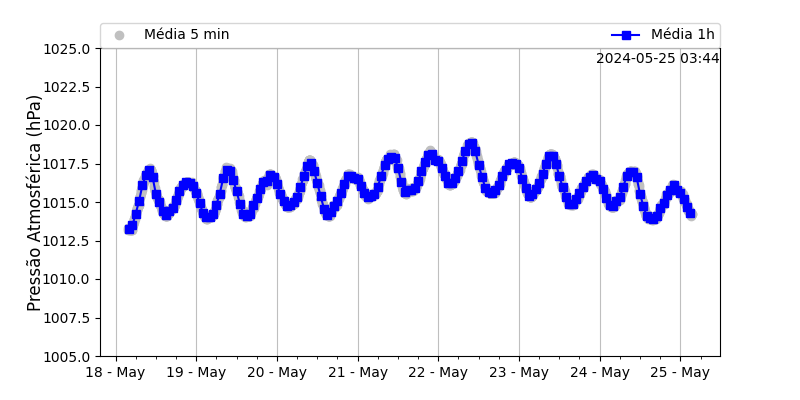 Média 5 min
Média 1h
2024-05-25 03:44
Pressão Atmosférica (hPa)
1025.0
1022.5
1020.0
1017.5
1015.0
1012.5
1010.0
1007.5
1005.0
18 - May 19 - May 20 - May 21 - May 22 - May 23 - May 24 - May 25 - May